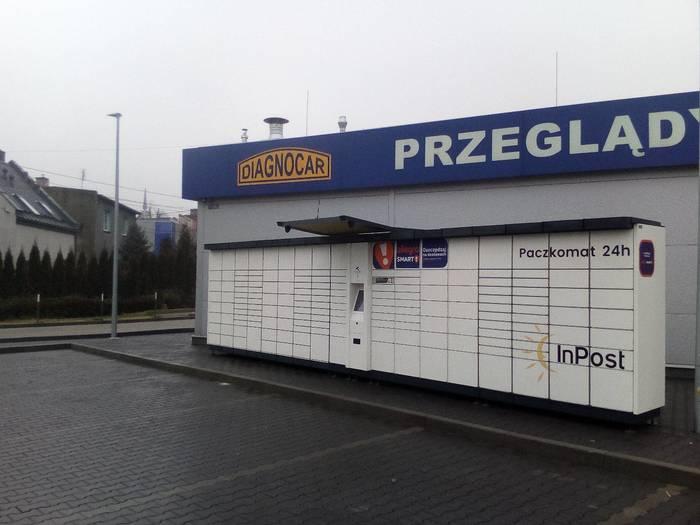 DIAGNOCAR
PRZEGLĄDY
SMART!
Paczkomat 24h
InPost